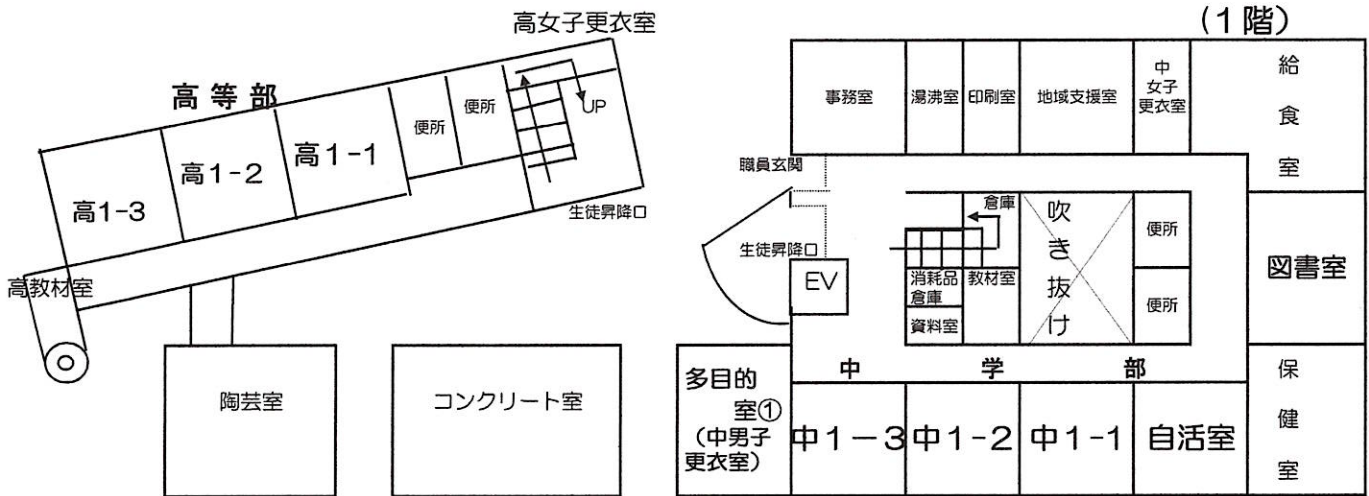 (1階)
高女子更衣室
高等部
便所
便所
UP
高1-1
高1-2
高1-3
生徒昇降口
高教材室
陶芸室
コンクリート室
事務室
湯沸室
印刷室
地域支援室
中
女子
更衣室
給
食
室
職員玄関
生徒昇降口
EV
倉庫
消耗品
倉庫
教材室
資料室
吹
き
抜
け
便所
便所
図書室
中学部
多目的
室①
(中男子
更衣室)
中1-3
中1-2
中1-1
自活室
保
健
室